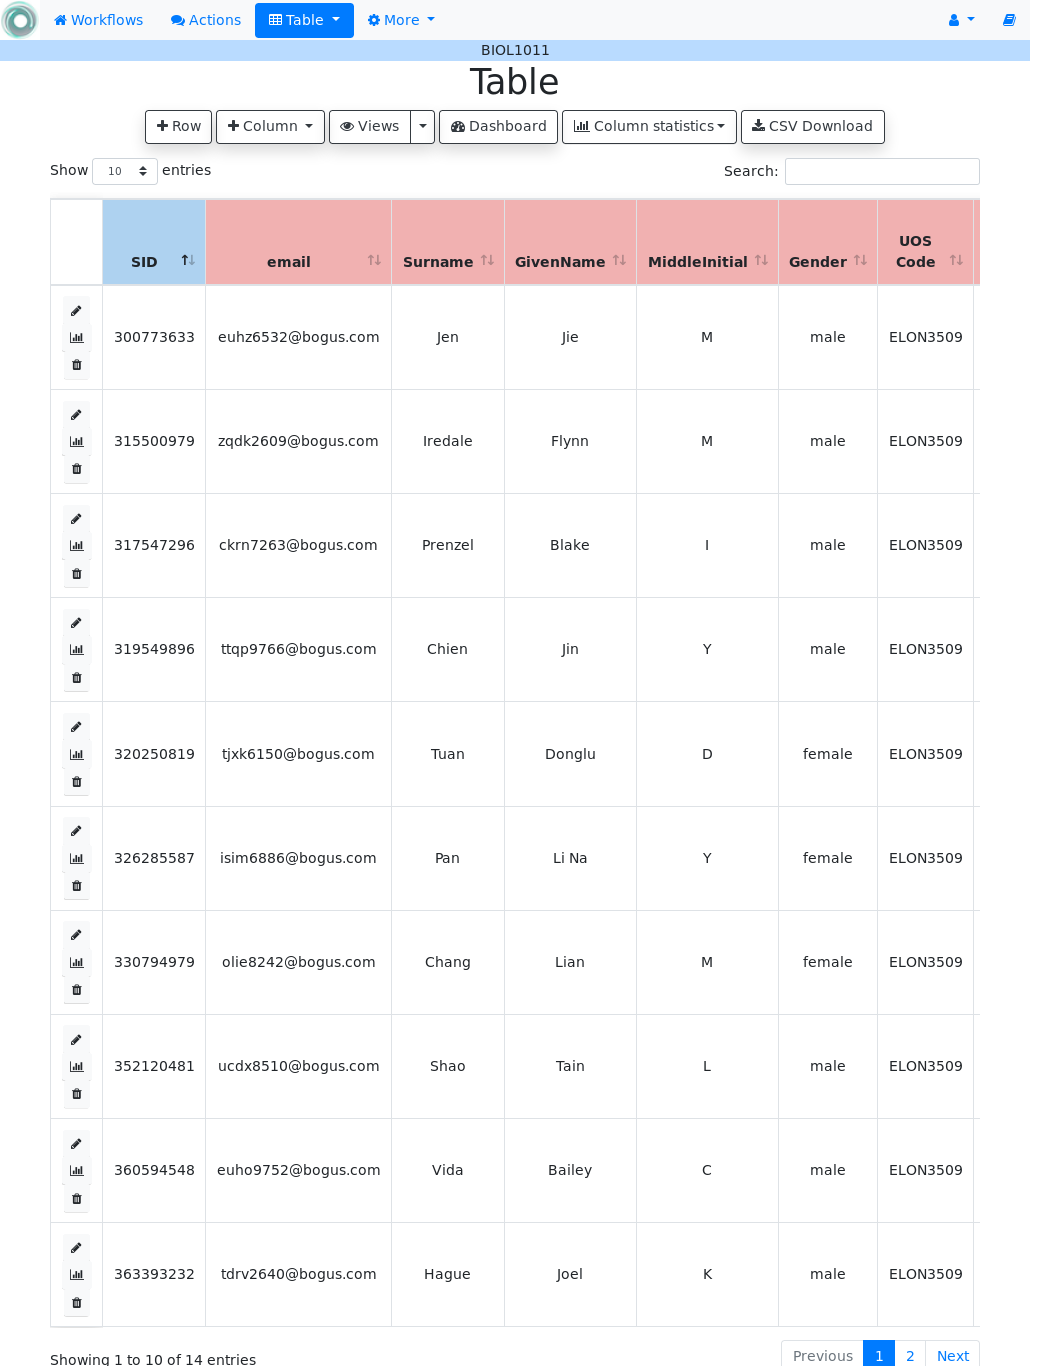 Workflows Actions Table More
BIOL1011
Table
Row Column Views Dashboard Column statistics CSV Download
Show 10 entries Search:
SID email Surname GivenName MiddleInitial Gender UOS Code
300773633 euhz6532@bogus.com Jen Jie M male ELON3509
315500979 zqdk2609@bogus.com Iredale Flynn M male ELON3509
317547296 ckrn7263@bogus.com Prenzel Blake I male ELON3509
319549896 ttqp9766@bogus.com Chien Jin Y male ELON3509
320250819 tjxk6150@bogus.com Tuan Donglu D female ELON3509
326285587 isim6886@bogus.com Pan Li Na Y female ELON3509
330794979 olie8242@bogus.com Chang Lian M female ELON3509
352120481 ucdx8510@bogus.com Shao Tain L male ELON3509
360594548 euho9752@bogus.com Vida Bailey C male ELON3509
363393232 tdrv2640@bogus.com Hague Joel K male ELON3509
Showing 1 to 10 of 14 entries Previous 1 2 Next